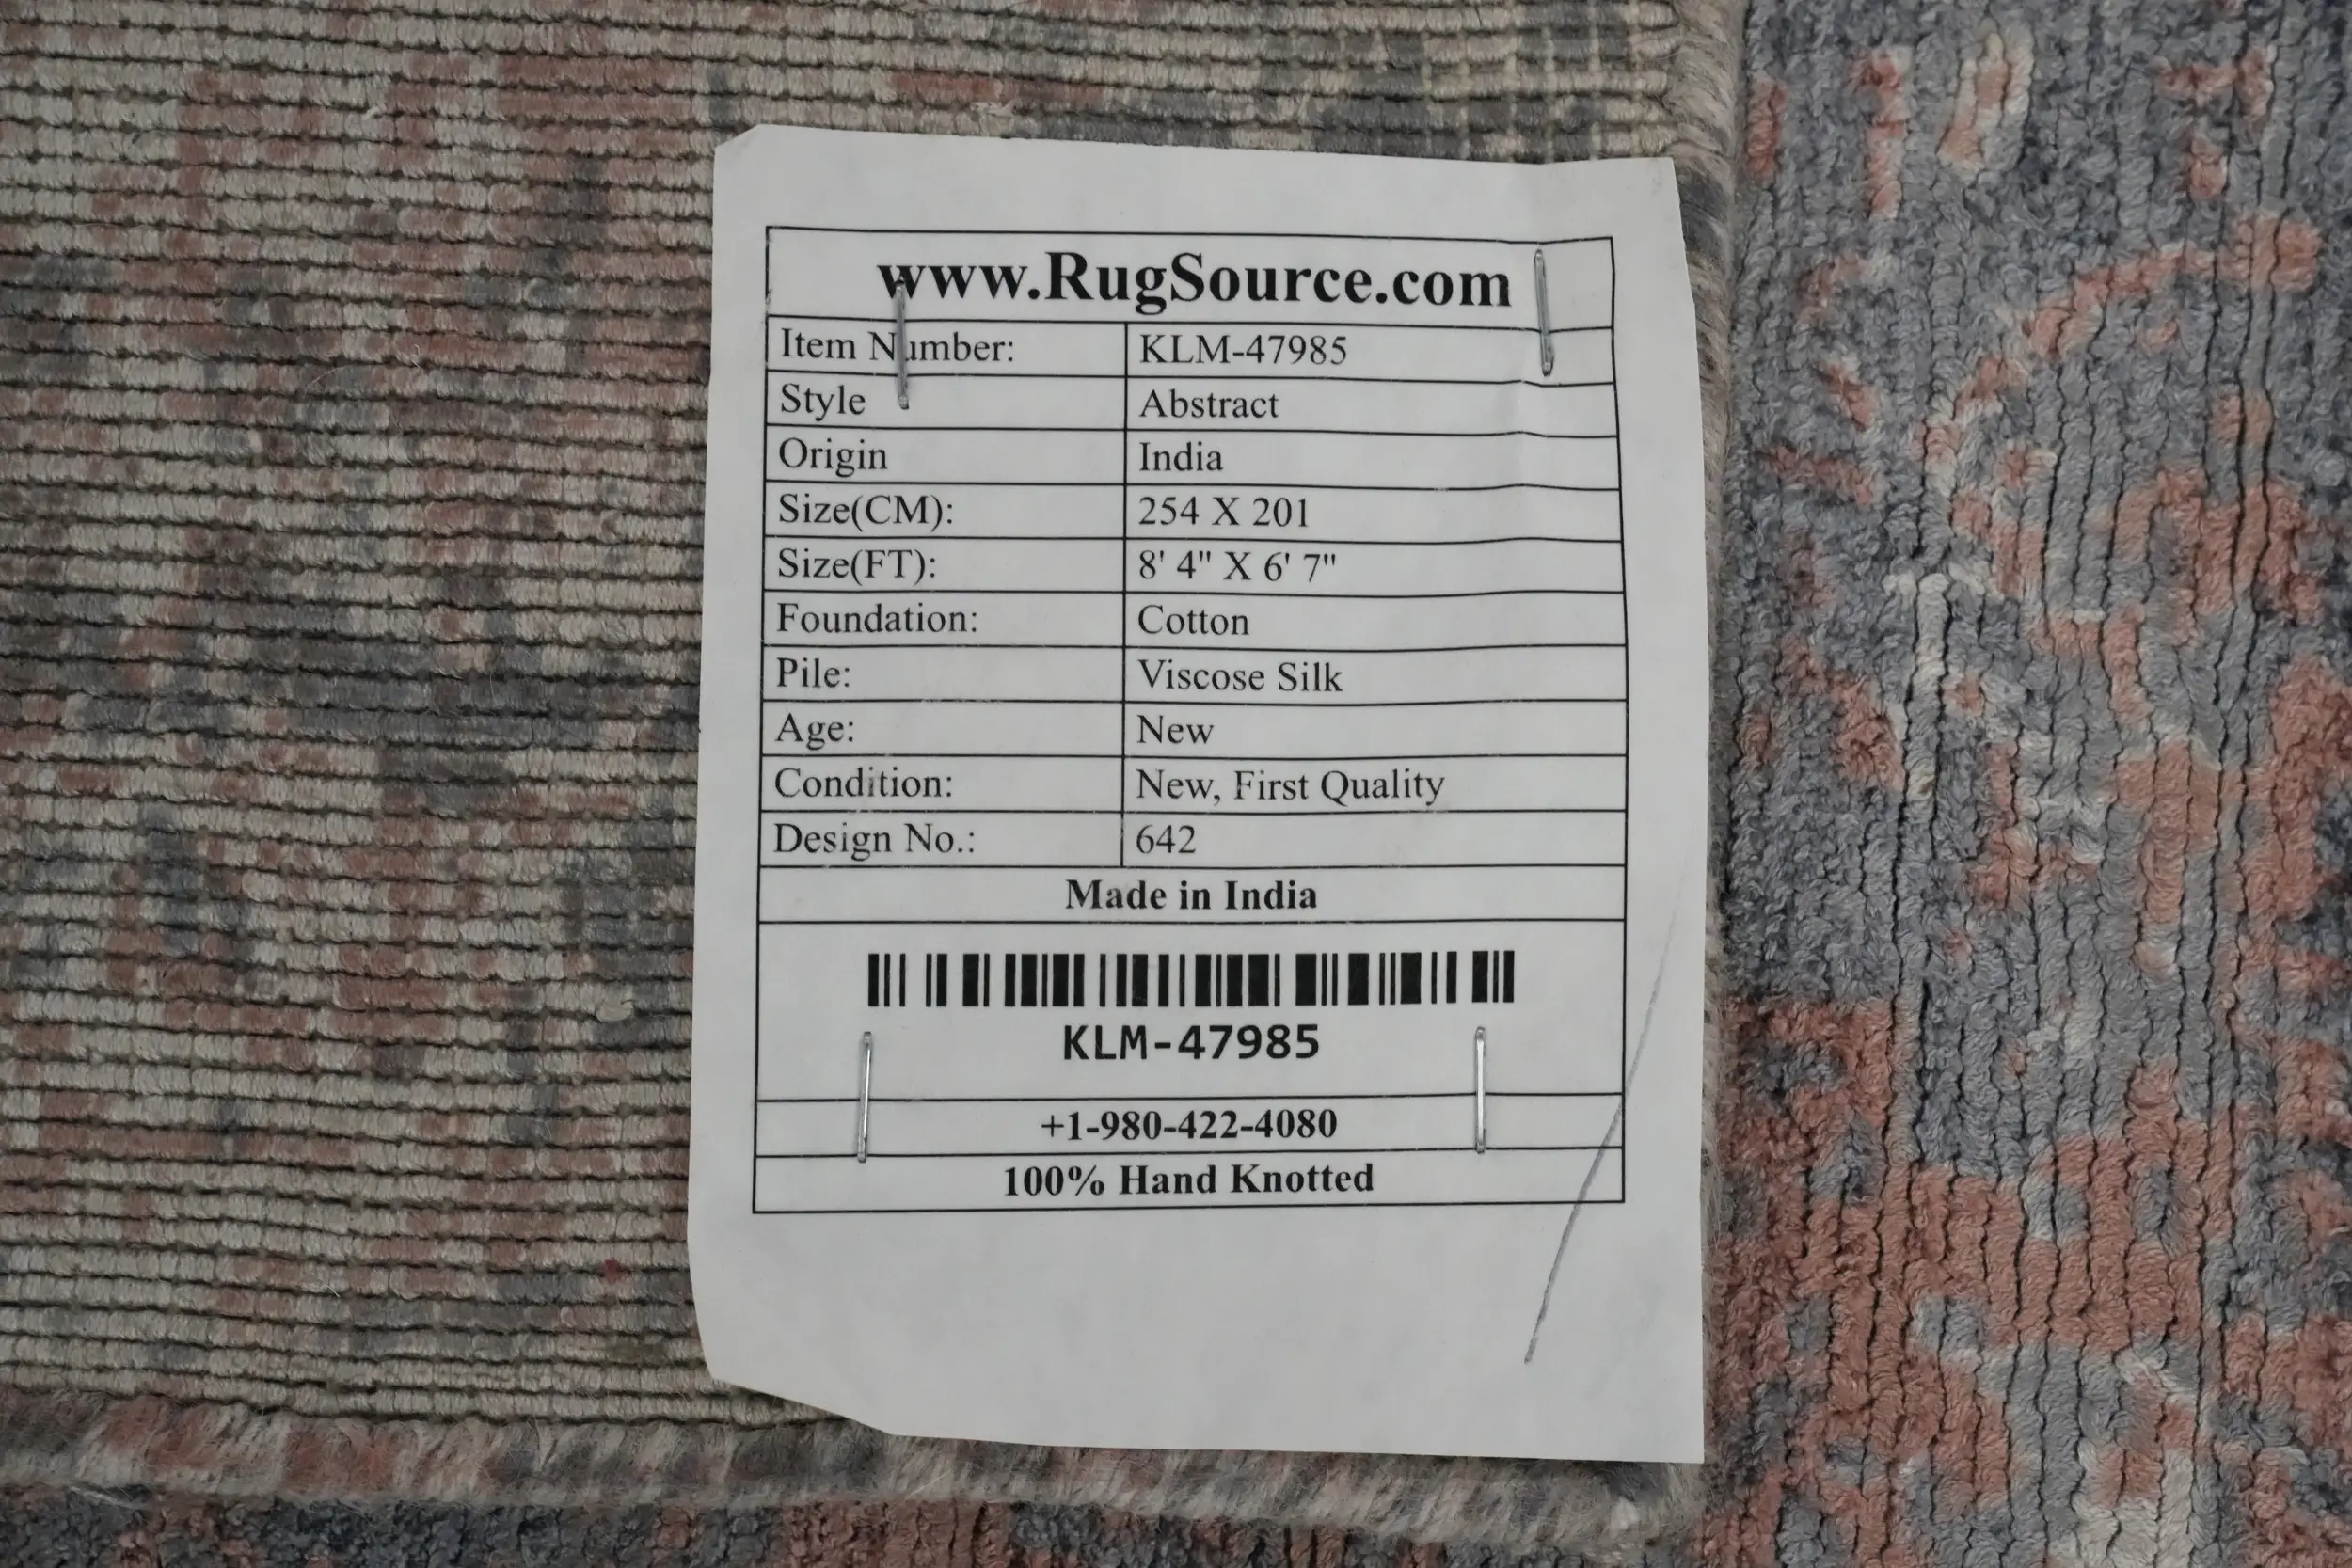 www.RugSource.com
Item Number: KLM-47985
Style Abstract
Origin India
Size(CM): 254 X 201
Size(FT): 8' 4" X 6' 7"
Foundation: Cotton
Pile: Viscose Silk
Age: New
Condition: New, First Quality
Design No.: 642
Made in India
KLM-47985
+1-980-422-4080
100% Hand Knotted